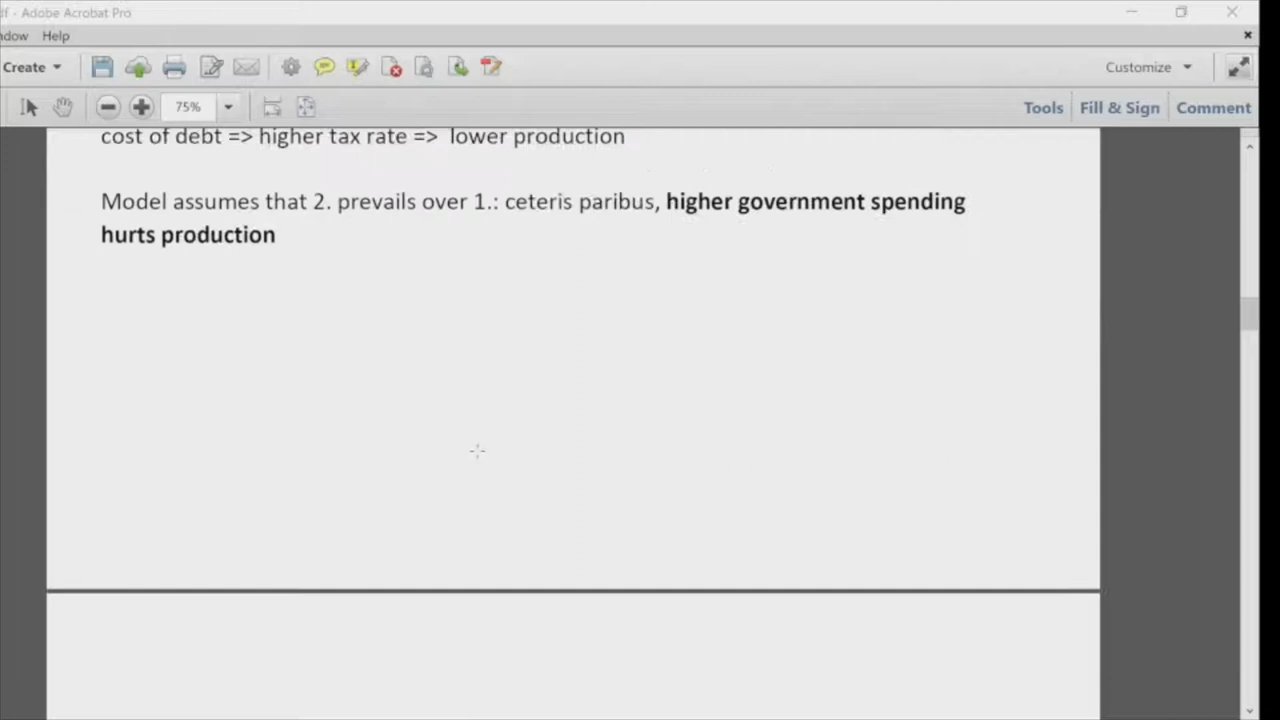 df - Adobe Acrobat Pro
ndow Help
Create Customize
75% Tools Fill & Sign Comment
cost of debt => higher tax rate => lower production
Model assumes that 2. prevails over 1.: ceteris paribus, higher government spending
hurts production